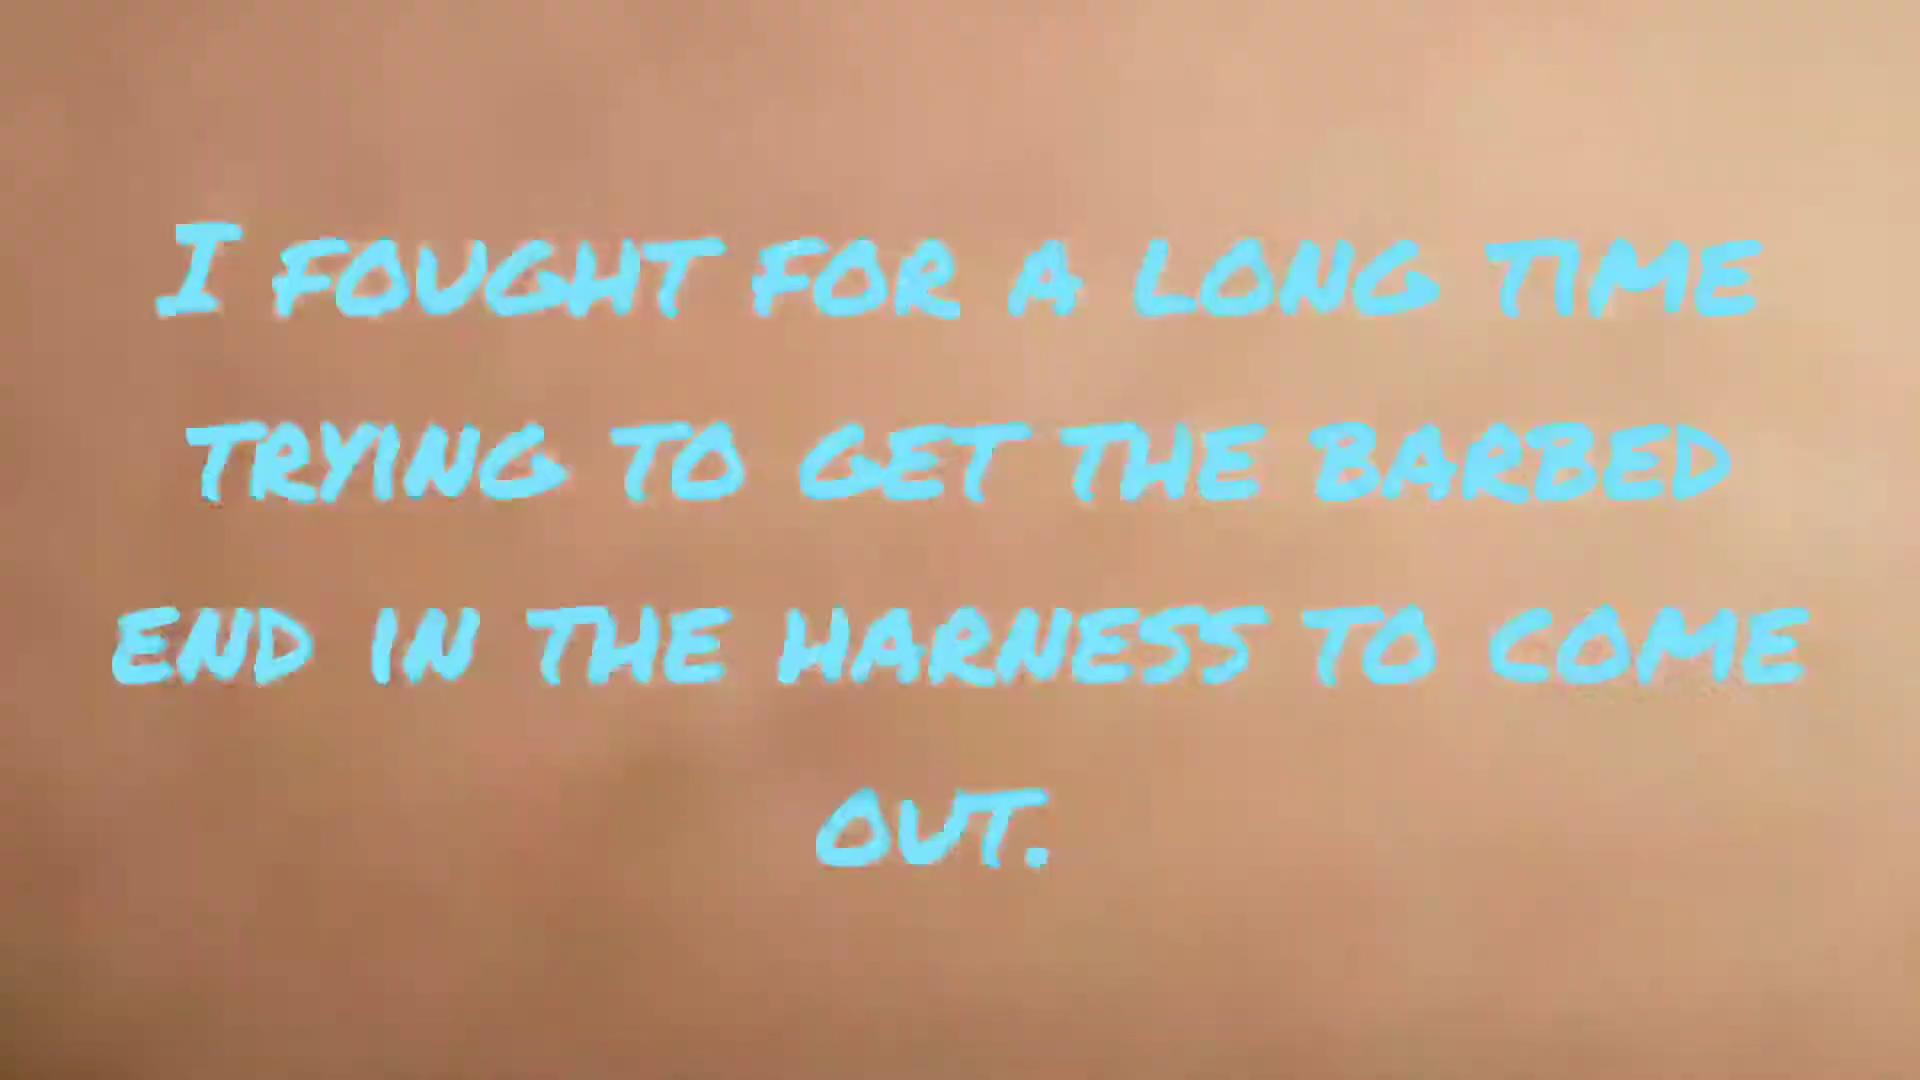 I fought for a long time
trying to get the barbed
end in the harness to come
out.